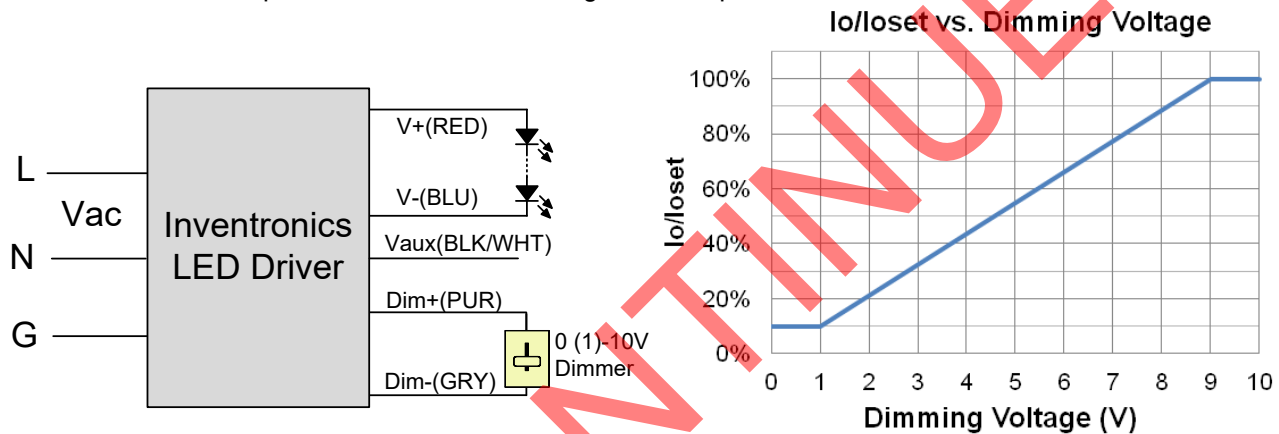 Io/Ioset vs. Dimming Voltage
V+(RED)
V-(BLU)
Vaux(BLK/WHT)
Dim+(PUR)
Dim-(GRY)
0 (1)-10V
Dimmer
L
Vac
N
G
Inventronics
LED Driver
Io/Ioset
100%
80%
60%
40%
20%
0%
0 1 2 3 4 5 6 7 8 9 10
Dimming Voltage (V)
NTINUE